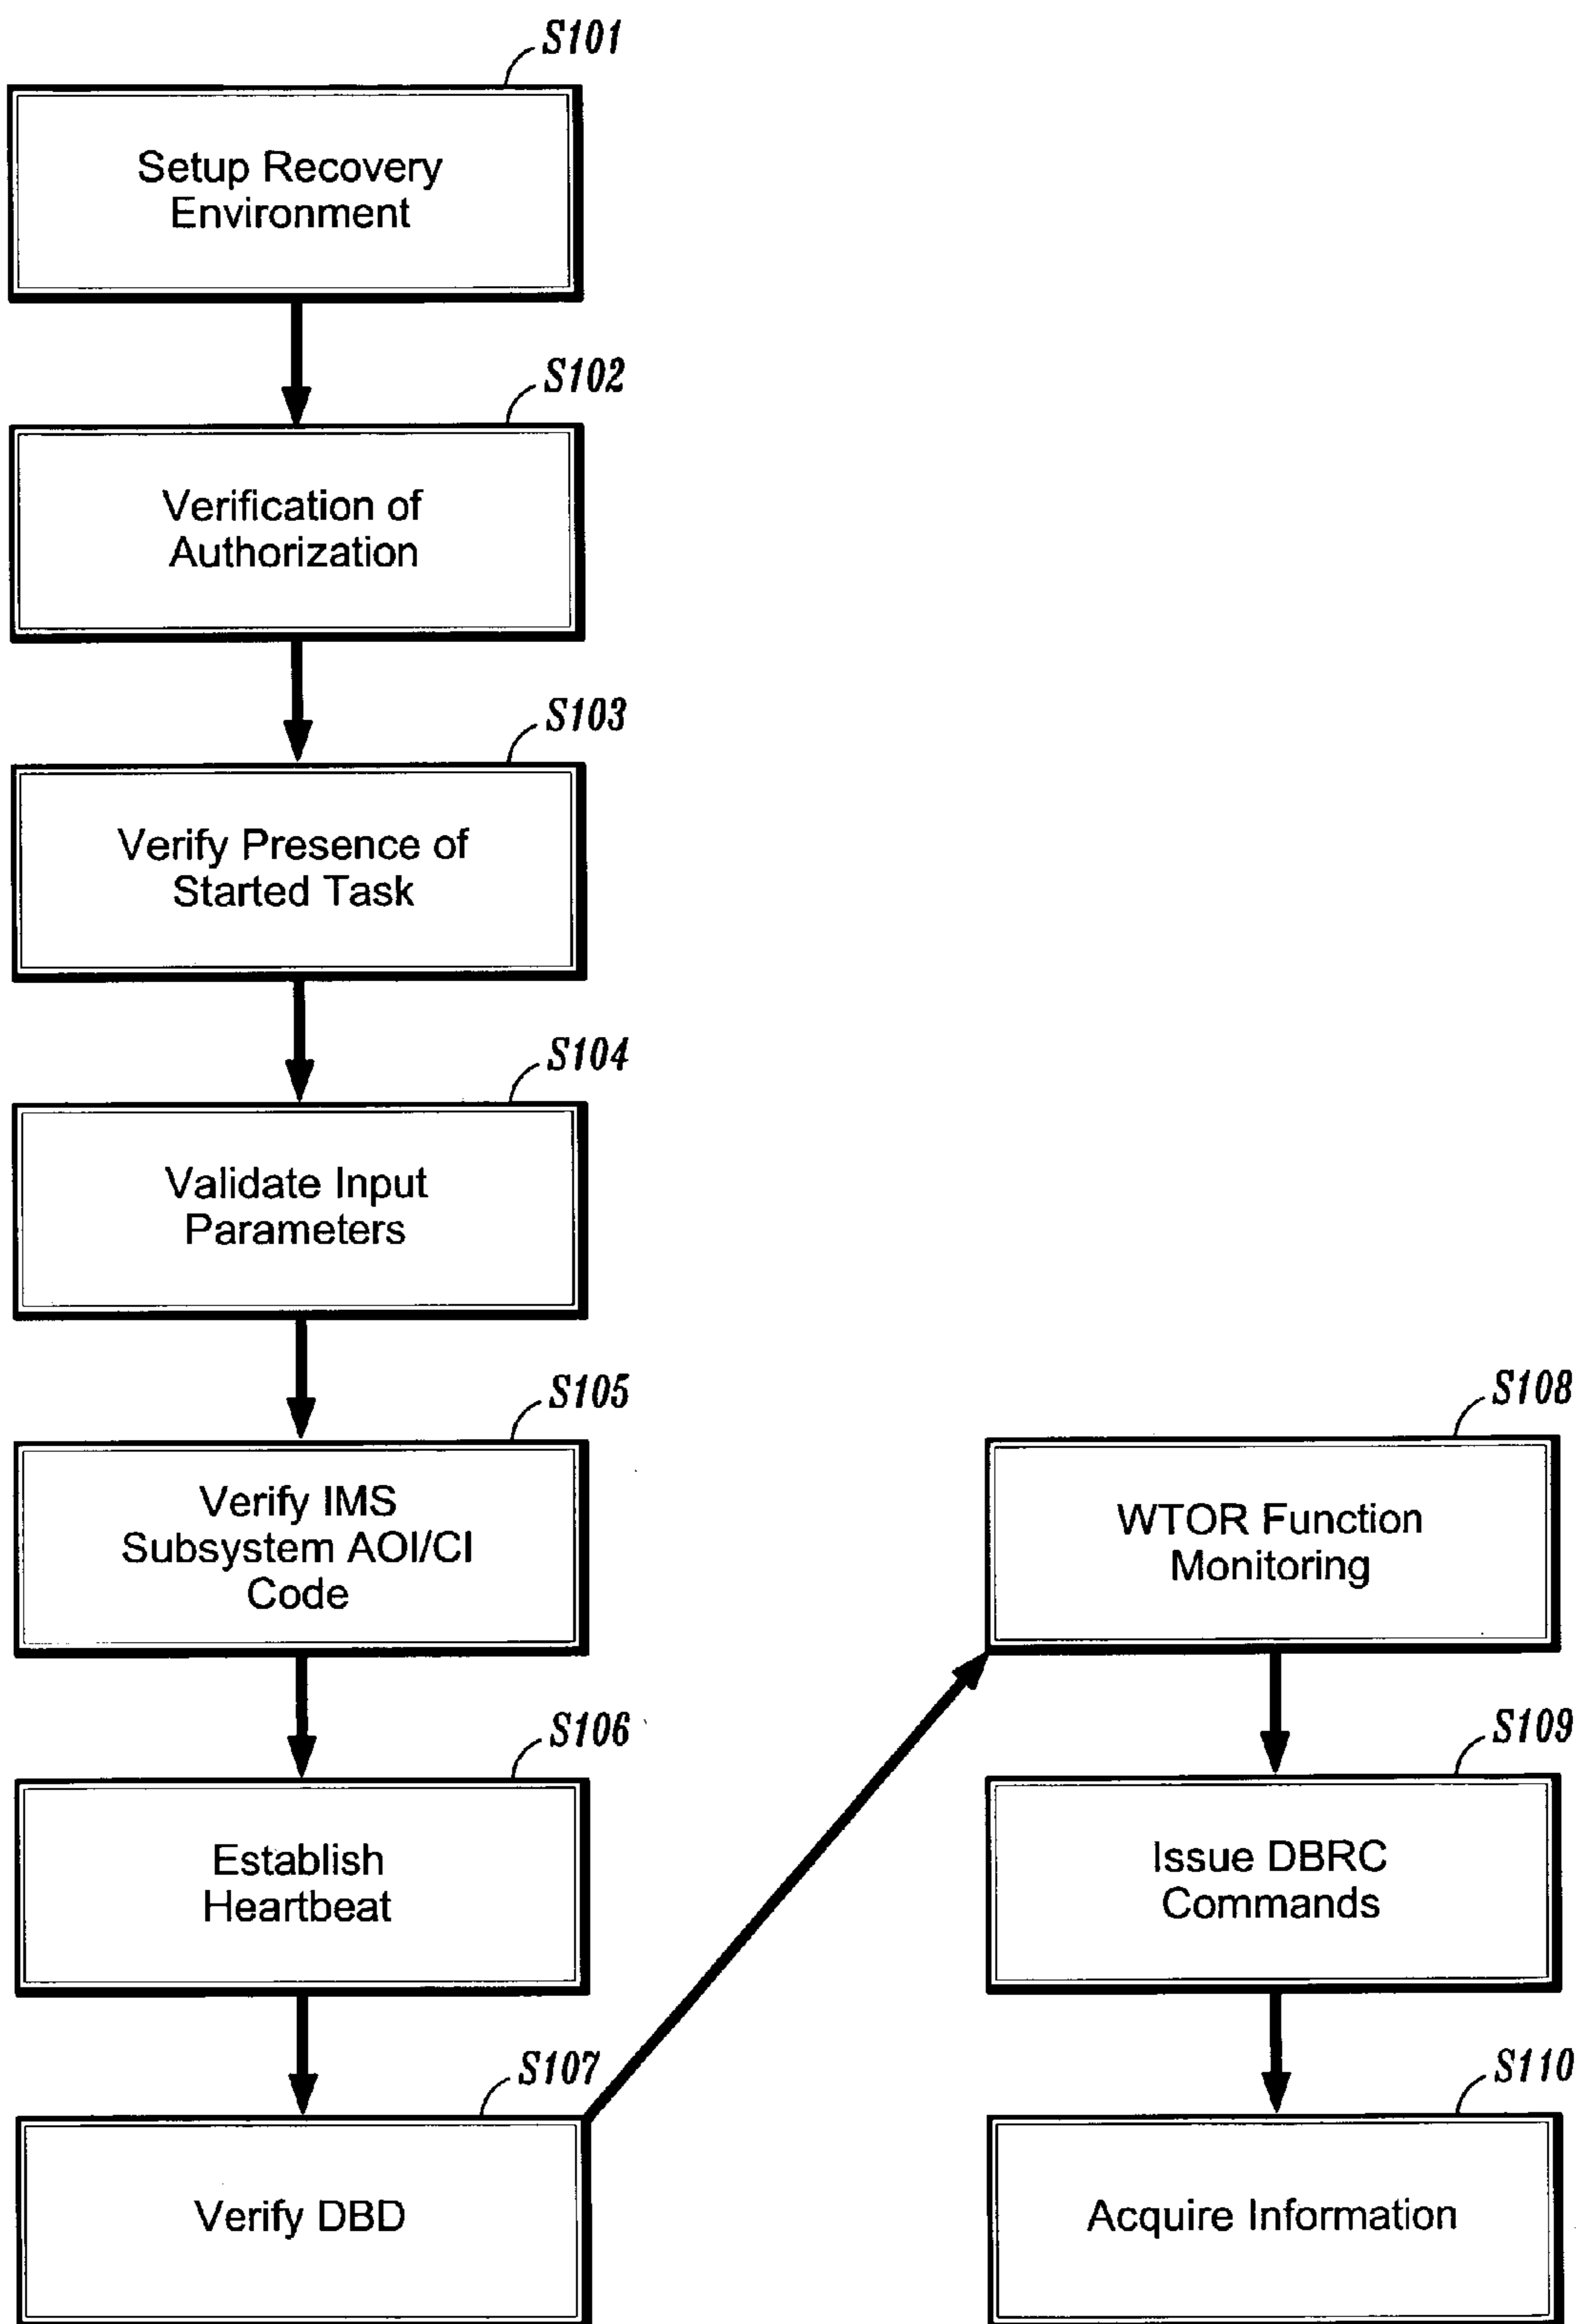 S101
Setup Recovery
Environment
S102
Verification of
Authorization
S103
Verify Presence of
Started Task
S104
Validate Input
Parameters
S105
Verify IMS
Subsystem AOI/CI
Code
S106
Establish
Heartbeat
S107
Verify DBD
S108
WTOR Function
Monitoring
S109
Issue DBRC
Commands
S110
Acquire Information